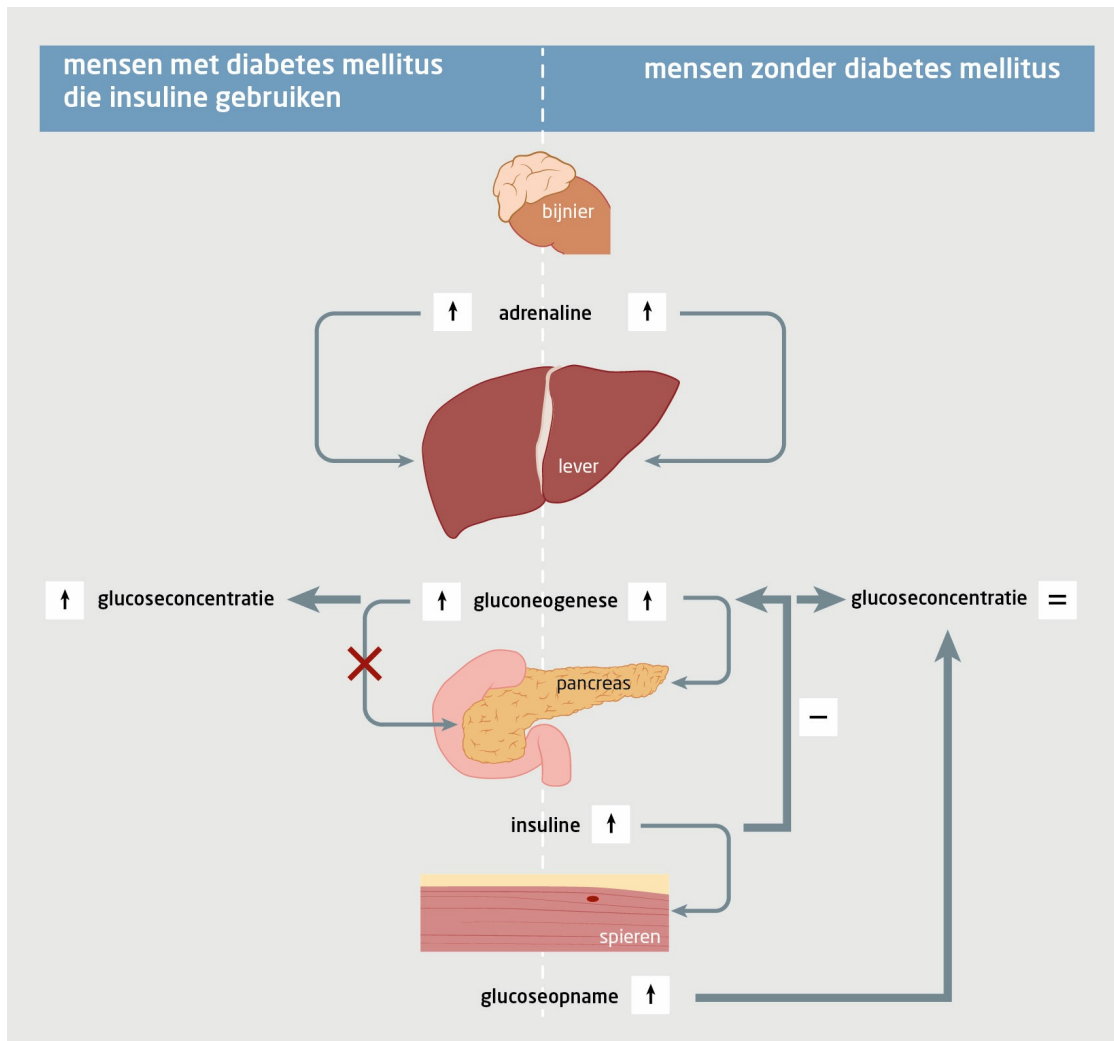 mensen met diabetes mellitus
die insuline gebruiken
mensen zonder diabetes mellitus
bijnier
↑ adrenaline ↑
lever
↑ glucoseconcentratie
↑ gluconeogenese ↑
glucoseconcentratie =
pancreas
–
insuline ↑
spieren
glucoseopname ↑